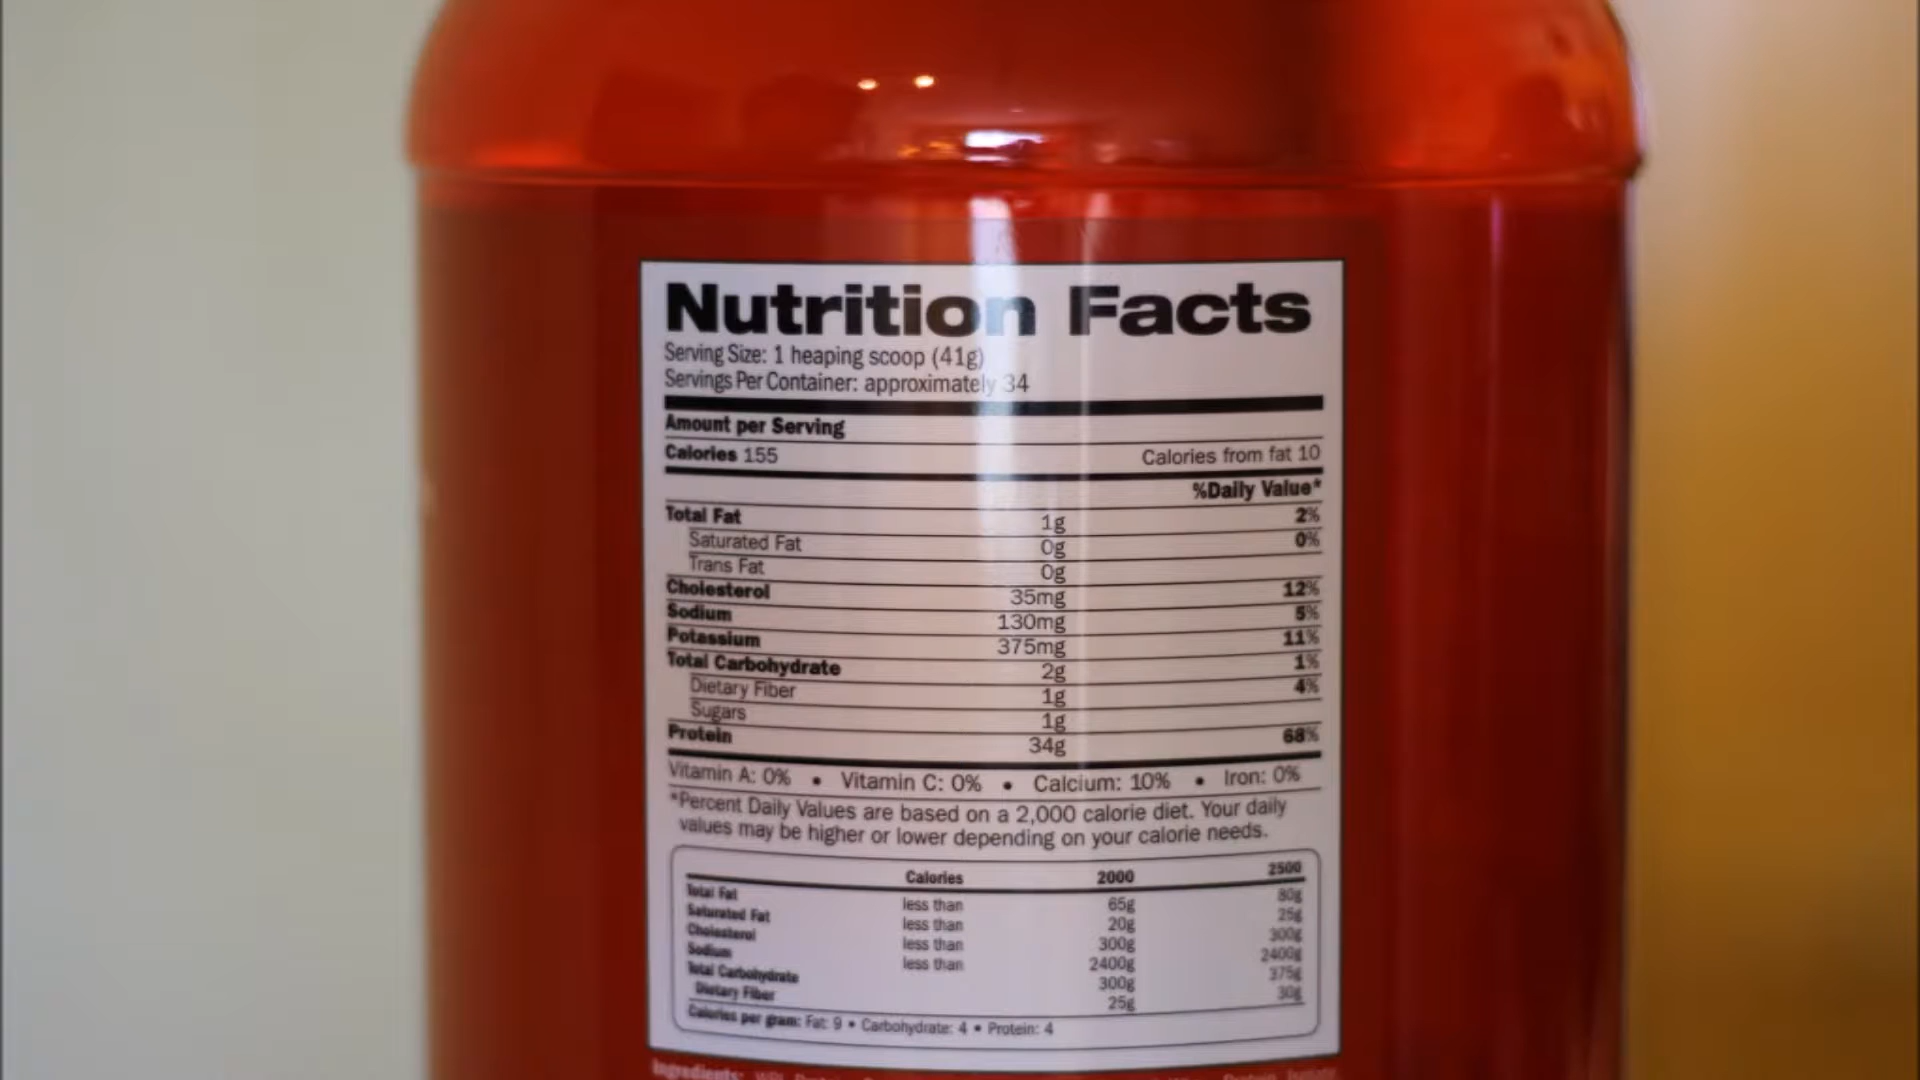 Nutrition Facts
Serving Size: 1 heaping scoop (41g)
Servings Per Container: approximately 34
Amount per Serving
Calories 155 Calories from fat 10
%Daily Value*
Total Fat 1g 2%
Saturated Fat 0g 0%
Trans Fat 0g
Cholesterol 35mg 12%
Sodium 130mg 5%
Potassium 375mg 11%
Total Carbohydrate 2g 1%
Dietary Fiber 1g 4%
Sugars 1g
Protein 34g 68%
Vitamin A: 0% • Vitamin C: 0% • Calcium: 10% • Iron: 0%
*Percent Daily Values are based on a 2,000 calorie diet. Your daily
values may be higher or lower depending on your calorie needs.
Calories 2000 2500
Total Fat less than 65g 80g
Saturated Fat less than 20g 25g
Cholesterol less than 300g 300g
Sodium less than 2400g 2400g
Total Carbohydrate 300g 375g
Dietary Fiber 25g 30g
Calories per gram: Fat: 9 • Carbohydrate: 4 • Protein: 4
Ingredients: